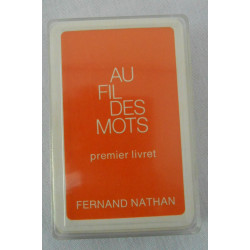 AU
FIL
DES
MOTS
premier livret
FERNAND NATHAN